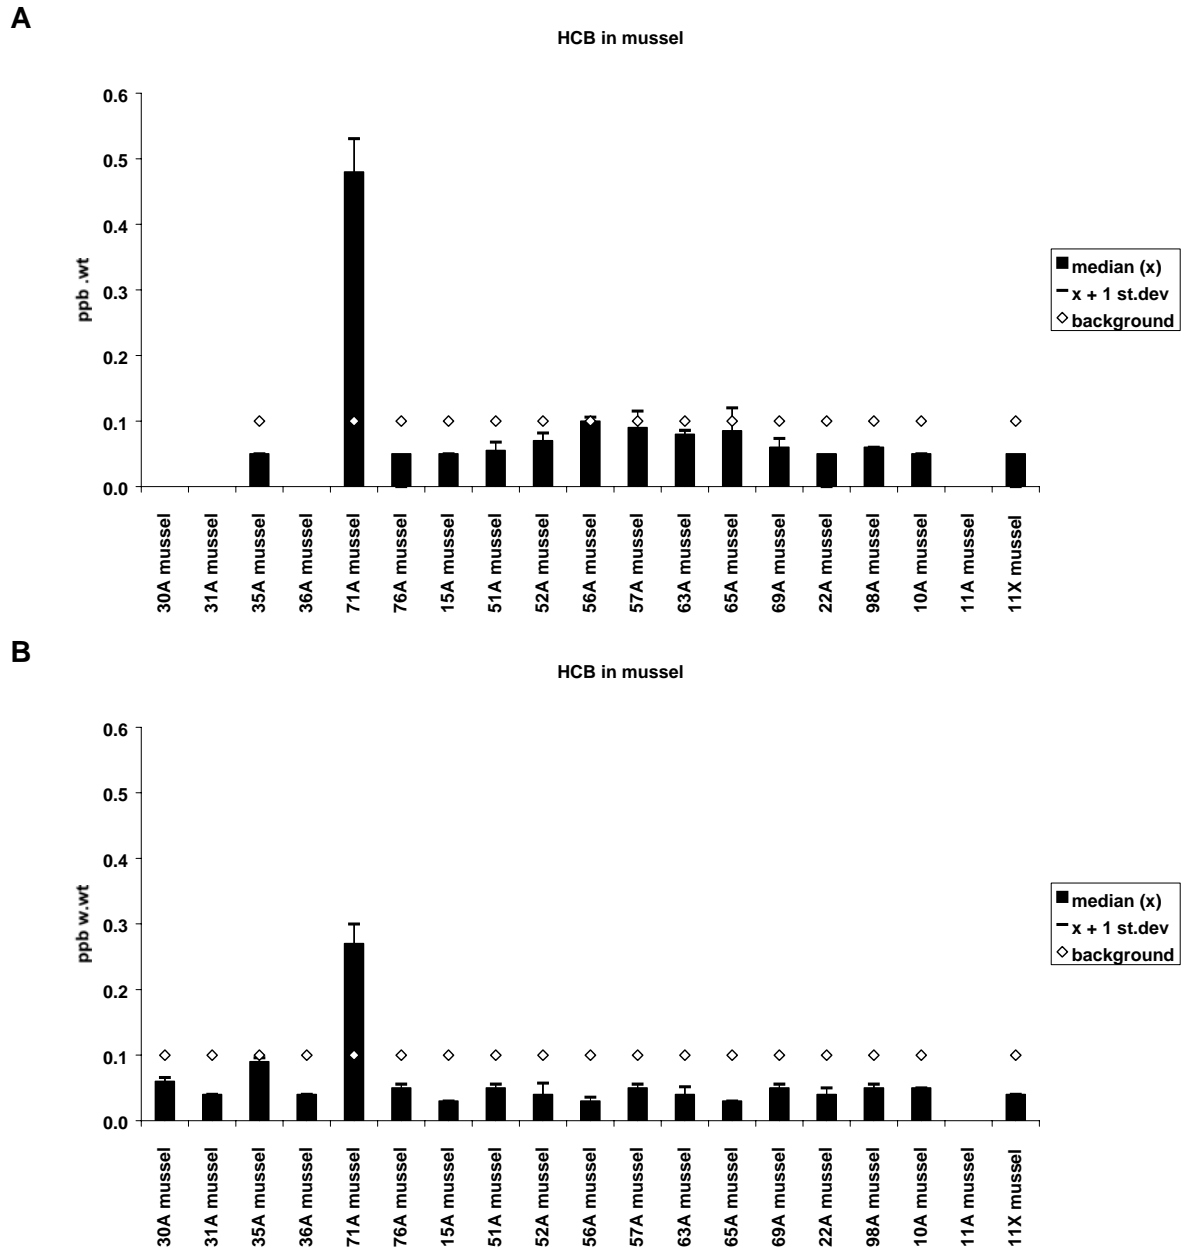 A
HCB in mussel
0.6
0.5
0.4
0.3
0.2
0.1
0.0
ppb .wt
median (x)
x + 1 st.dev
background
30A mussel
31A mussel
35A mussel
36A mussel
71A mussel
76A mussel
15A mussel
51A mussel
52A mussel
56A mussel
57A mussel
63A mussel
65A mussel
69A mussel
22A mussel
98A mussel
10A mussel
11A mussel
11X mussel
B
HCB in mussel
0.6
0.5
0.4
0.3
0.2
0.1
0.0
ppb w.wt
median (x)
x + 1 st.dev
background
30A mussel
31A mussel
35A mussel
36A mussel
71A mussel
76A mussel
15A mussel
51A mussel
52A mussel
56A mussel
57A mussel
63A mussel
65A mussel
69A mussel
22A mussel
98A mussel
10A mussel
11A mussel
11X mussel